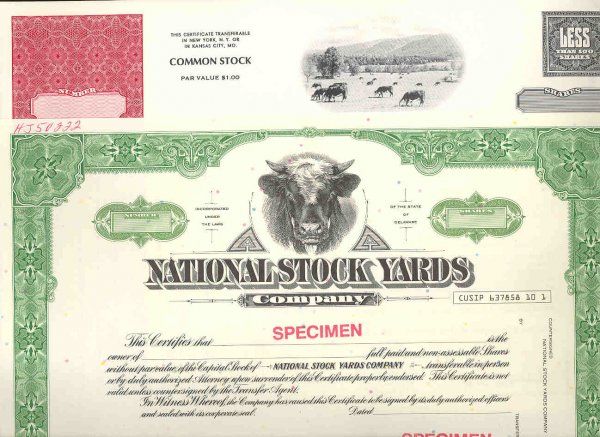 THIS CERTIFICATE TRANSFERABLE
IN NEW YORK, N. Y. OR
IN KANSAS CITY, MO.
COMMON STOCK
PAR VALUE $1.00
LESS
THAN 100
SHARES
NUMBER
SHARES
HJ50332
NUMBER
INCORPORATED
UNDER
THE LAWS
OF THE STATE
OF
DELAWARE
SHARES
NATIONAL STOCK YARDS
Company
CUSIP 637858 10 1
SPECIMEN
This Certifies that is the
owner of full paid and non-assessable Shares
without par value of the Capital Stock of NATIONAL STOCK YARDS COMPANY transferable in person
or by duly authorized Attorney upon surrender of this Certificate properly endorsed. This Certificate is not
valid unless countersigned by the Transfer Agent.
In Witness Whereof, the Company has caused this Certificate to be signed by its duly authorized officers
and sealed with its corporate seal. Dated
SPECIMEN
COUNTERSIGNED
NATIONAL STOCK YARDS COMPANY
BY